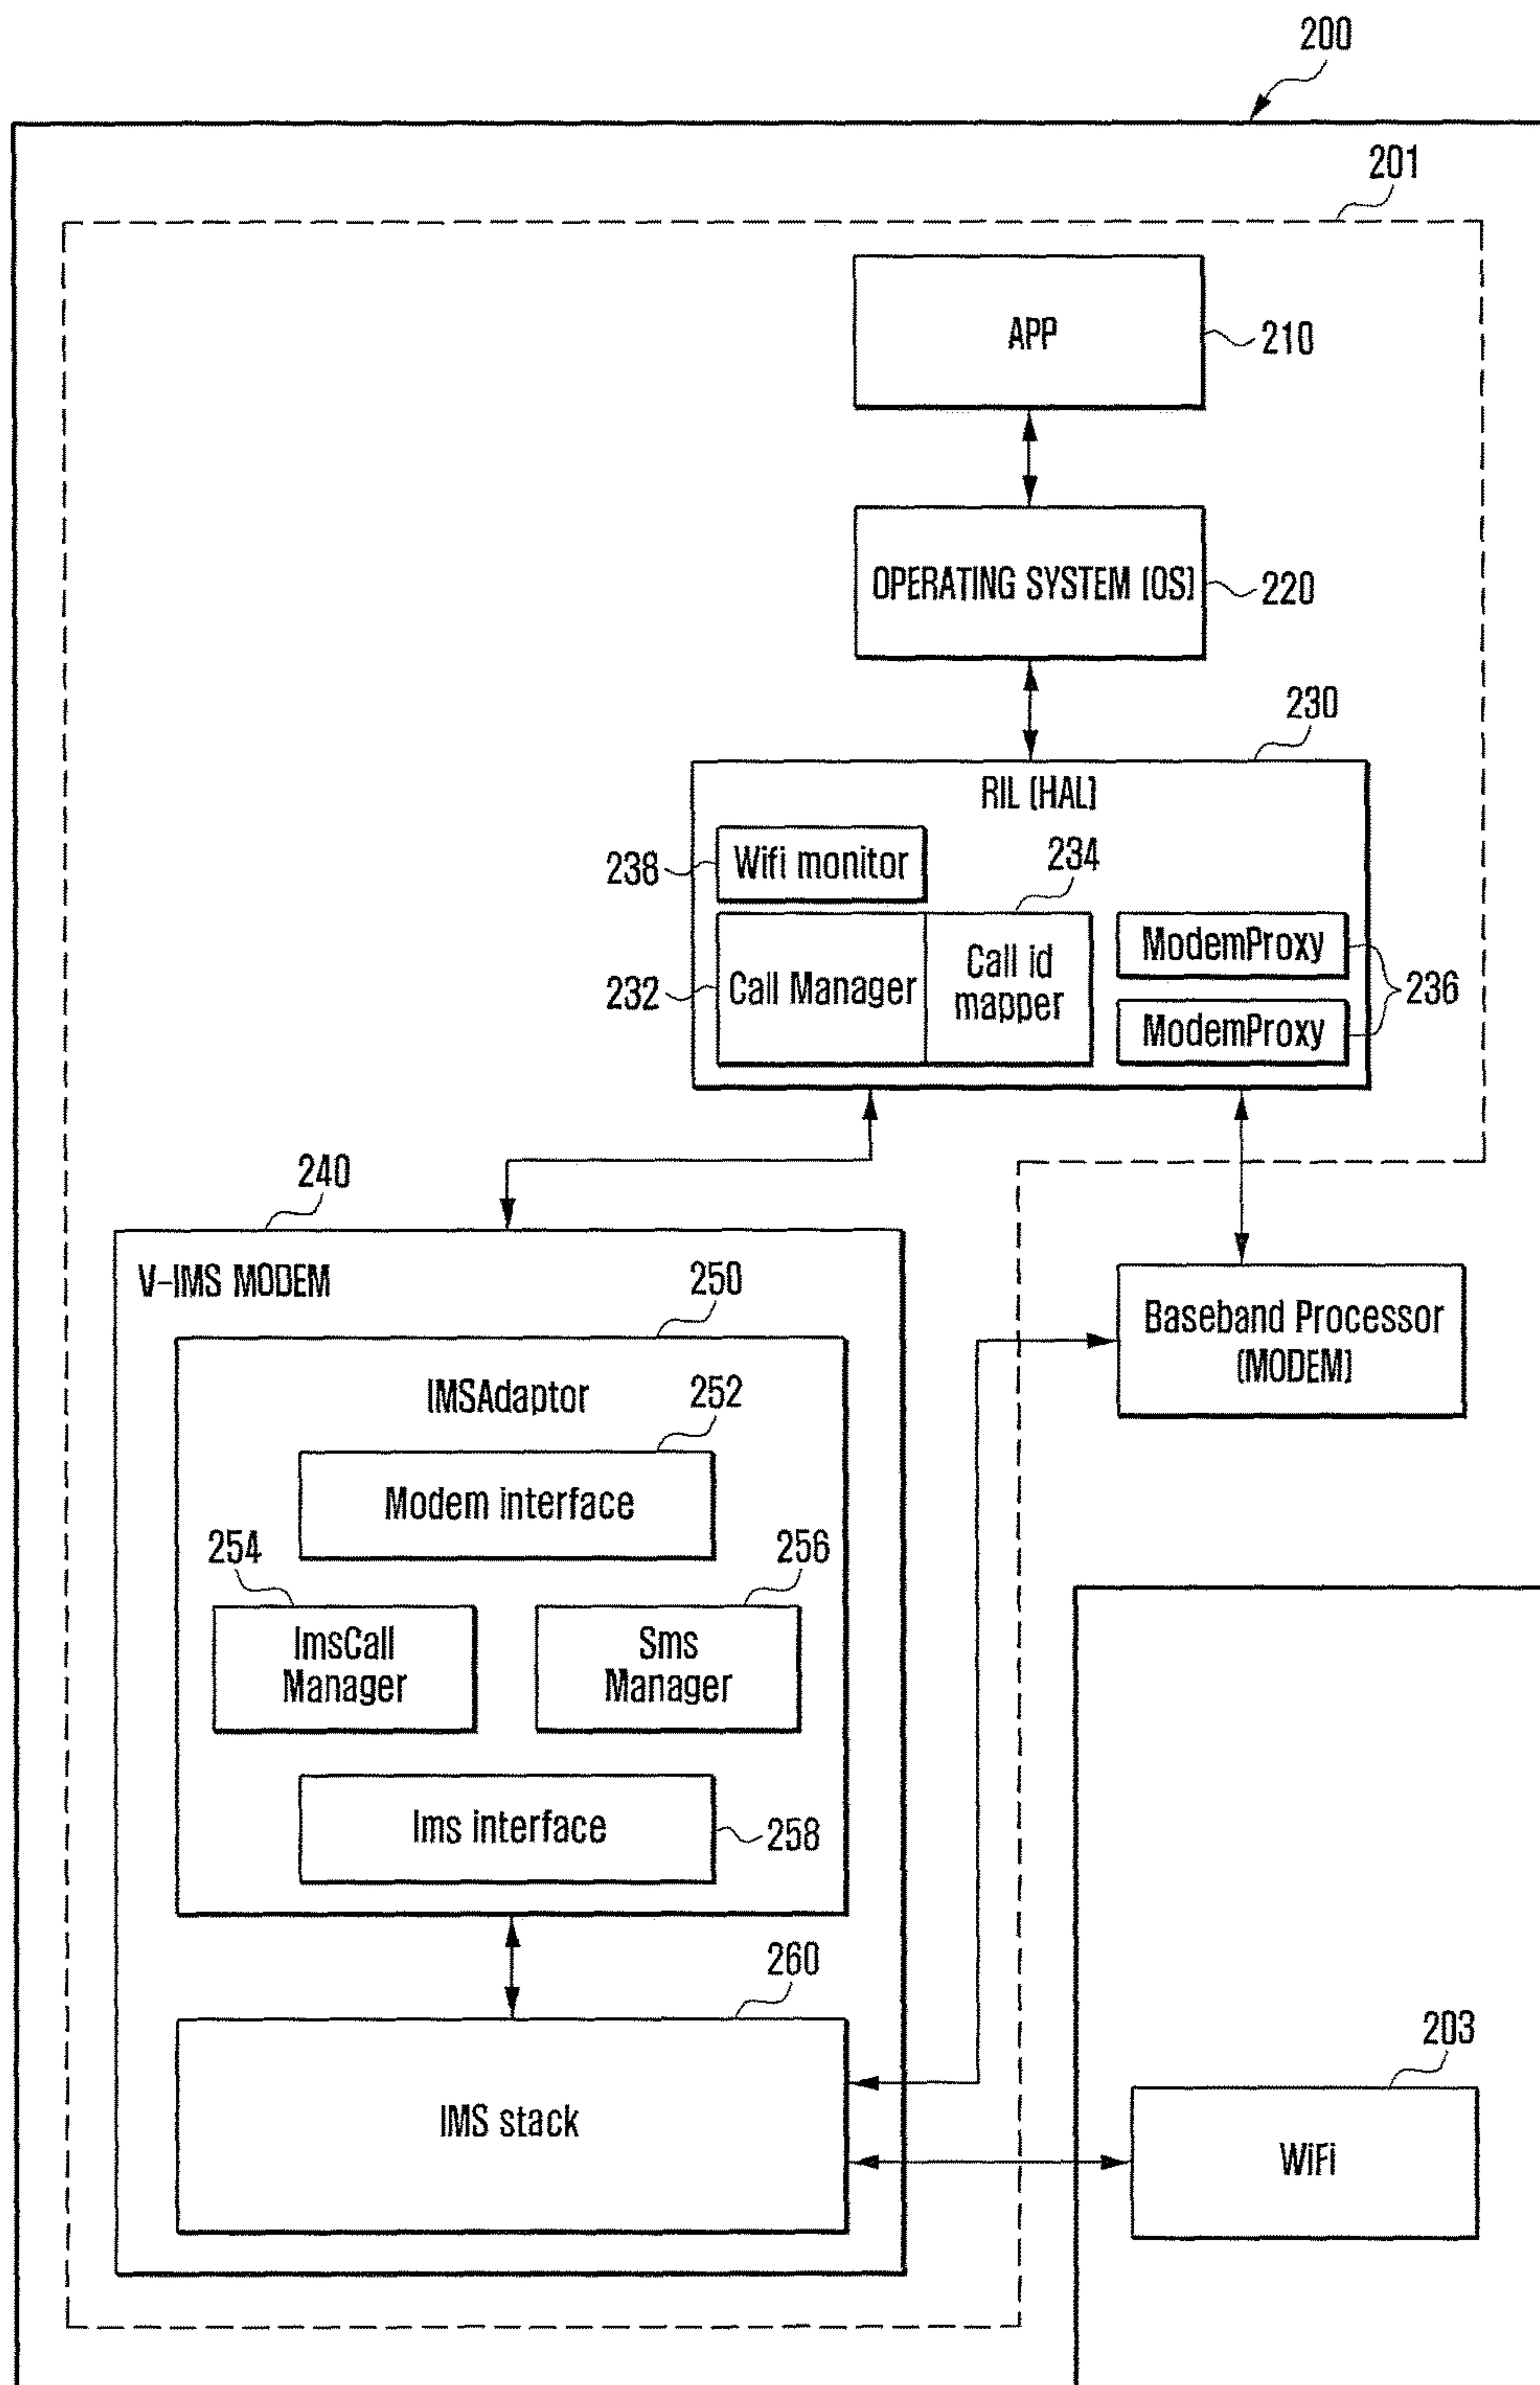 200
201
APP
210
OPERATING SYSTEM (OS)
220
230
RIL (HAL)
238
Wifi monitor
234
232
Call Manager
Call id
mapper
ModemProxy
ModemProxy
236
240
V-IMS MODEM
250
IMSAdaptor
252
Modem interface
254
256
ImsCall
Manager
Sms
Manager
Ims interface
258
Baseband Processor
(MODEM)
260
IMS stack
203
WiFi